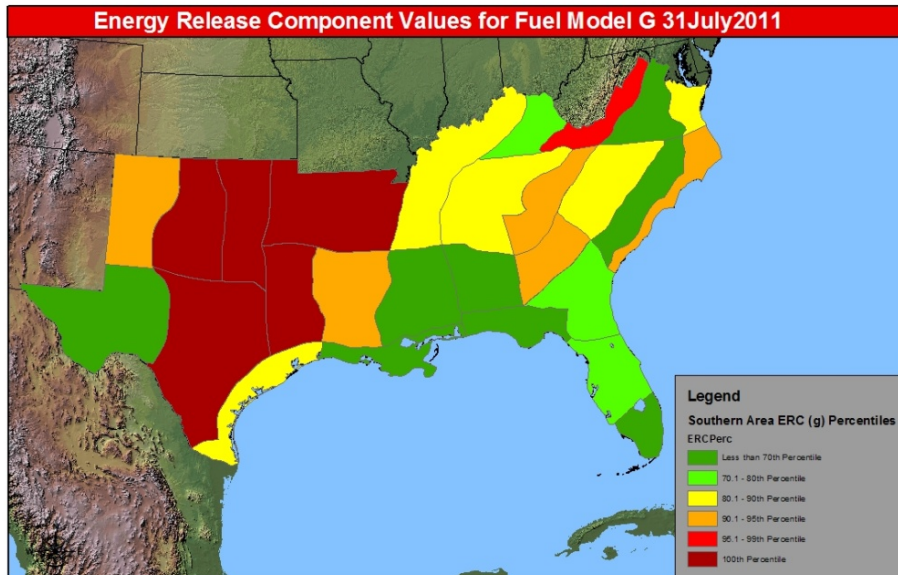 Energy Release Component Values for Fuel Model G 31July2011
Legend
Southern Area ERC (g) Percentiles
ERCPerc
Less than 70th Percentile
70.1 - 80th Percentile
80.1 - 90th Percentile
90.1 - 95th Percentile
95.1 - 99th Percentile
100th Percentile